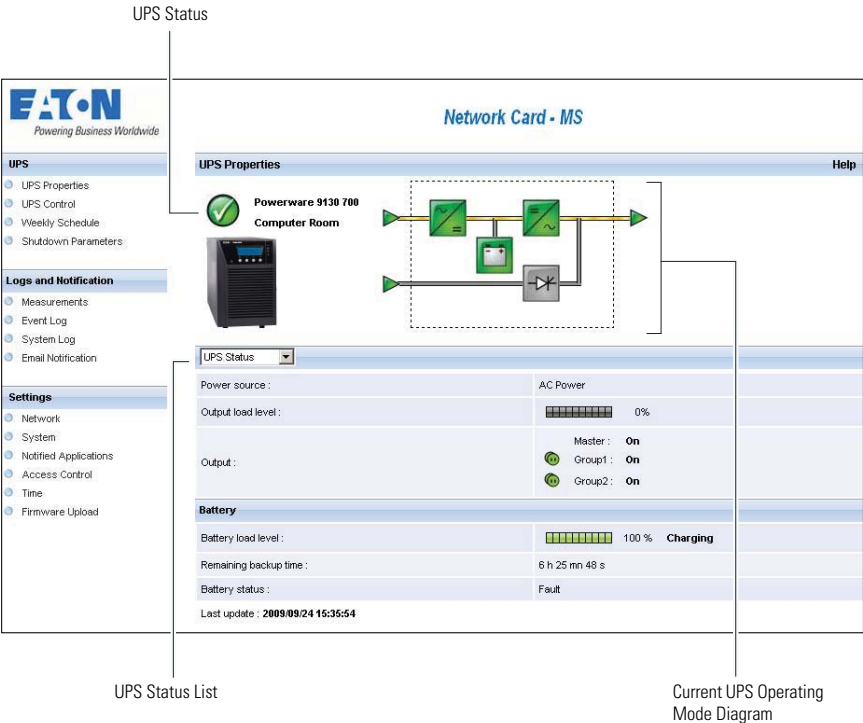 UPS Status
EATON
Powering Business Worldwide
Network Card - MS
UPS
UPS Properties
UPS Control
Weekly Schedule
Shutdown Parameters
Logs and Notification
Measurements
Event Log
System Log
Email Notification
Settings
Network
System
Notified Applications
Access Control
Time
Firmware Upload
UPS Properties Help
Powerware 9130 700
Computer Room
UPS Status
Power source : AC Power
Output load level : 0%
Output :
Master : On
Group1 : On
Group2 : On
Battery
Battery load level : 100 % Charging
Remaining backup time : 6 h 25 mn 48 s
Battery status : Fault
Last update : 2009/09/24 15:35:54
UPS Status List
Current UPS Operating
Mode Diagram